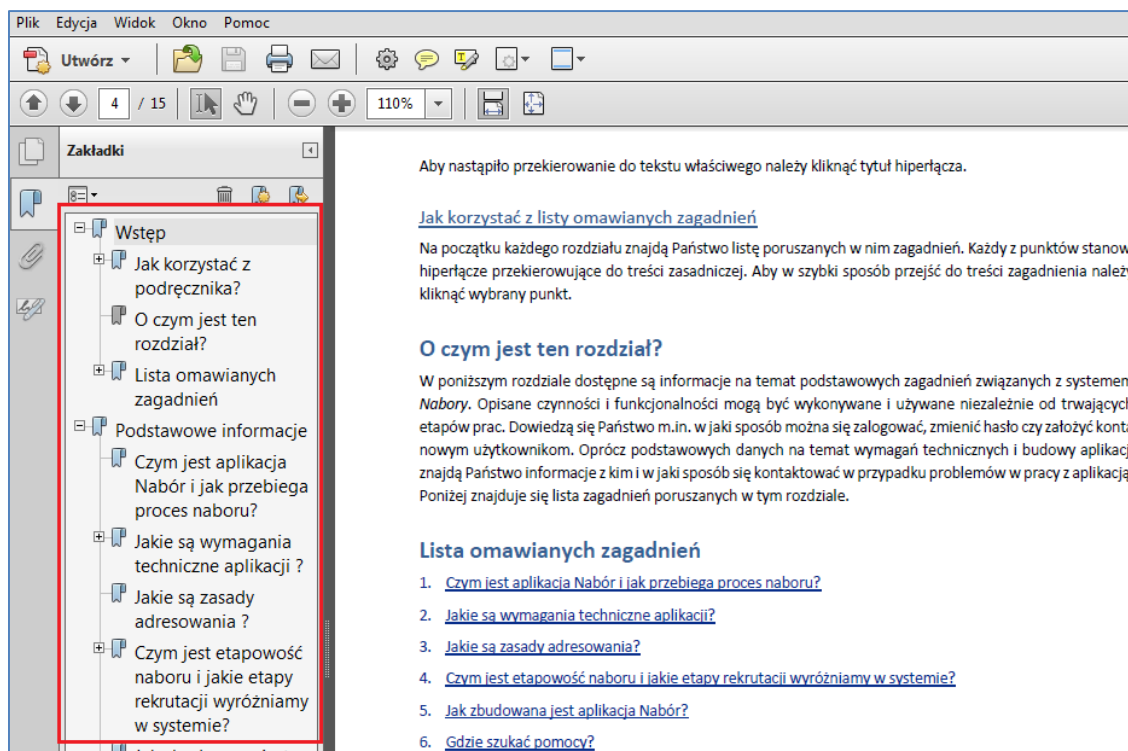 Plik Edycja Widok Okno Pomoc
Utwórz
4 / 15 110%
Zakładki
Wstęp
Jak korzystać z
podręcznika?
O czym jest ten
rozdział?
Lista omawianych
zagadnień
Podstawowe informacje
Czym jest aplikacja
Nabór i jak przebiega
proces naboru?
Jakie są wymagania
techniczne aplikacji ?
Jakie są zasady
adresowania ?
Czym jest etapowość
naboru i jakie etapy
rekrutacji wyróżniamy
w systemie?
Aby nastąpiło przekierowanie do tekstu właściwego należy kliknąć tytuł hiperłącza.
Jak korzystać z listy omawianych zagadnień
Na początku każdego rozdziału znajdą Państwo listę poruszanych w nim zagadnień. Każdy z punktów stanow
hiperłącze przekierowujące do treści zasadniczej. Aby w szybki sposób przejść do treści zagadnienia należy
kliknąć wybrany punkt.
O czym jest ten rozdział?
W poniższym rozdziale dostępne są informacje na temat podstawowych zagadnień związanych z systemem
Nabory. Opisane czynności i funkcjonalności mogą być wykonywane i używane niezależnie od trwających
etapów prac. Dowiedzą się Państwo m.in. w jaki sposób można się zalogować, zmienić hasło czy założyć konta
nowym użytkownikom. Oprócz podstawowych danych na temat wymagań technicznych i budowy aplikacj
znajdą Państwo informacje z kim i w jaki sposób się kontaktować w przypadku problemów w pracy z aplikacją
Poniżej znajduje się lista zagadnień poruszanych w tym rozdziale.
Lista omawianych zagadnień
1. Czym jest aplikacja Nabór i jak przebiega proces naboru?
2. Jakie są wymagania techniczne aplikacji?
3. Jakie są zasady adresowania?
4. Czym jest etapowość naboru i jakie etapy rekrutacji wyróżniamy w systemie?
5. Jak zbudowana jest aplikacja Nabór?
6. Gdzie szukać pomocy?